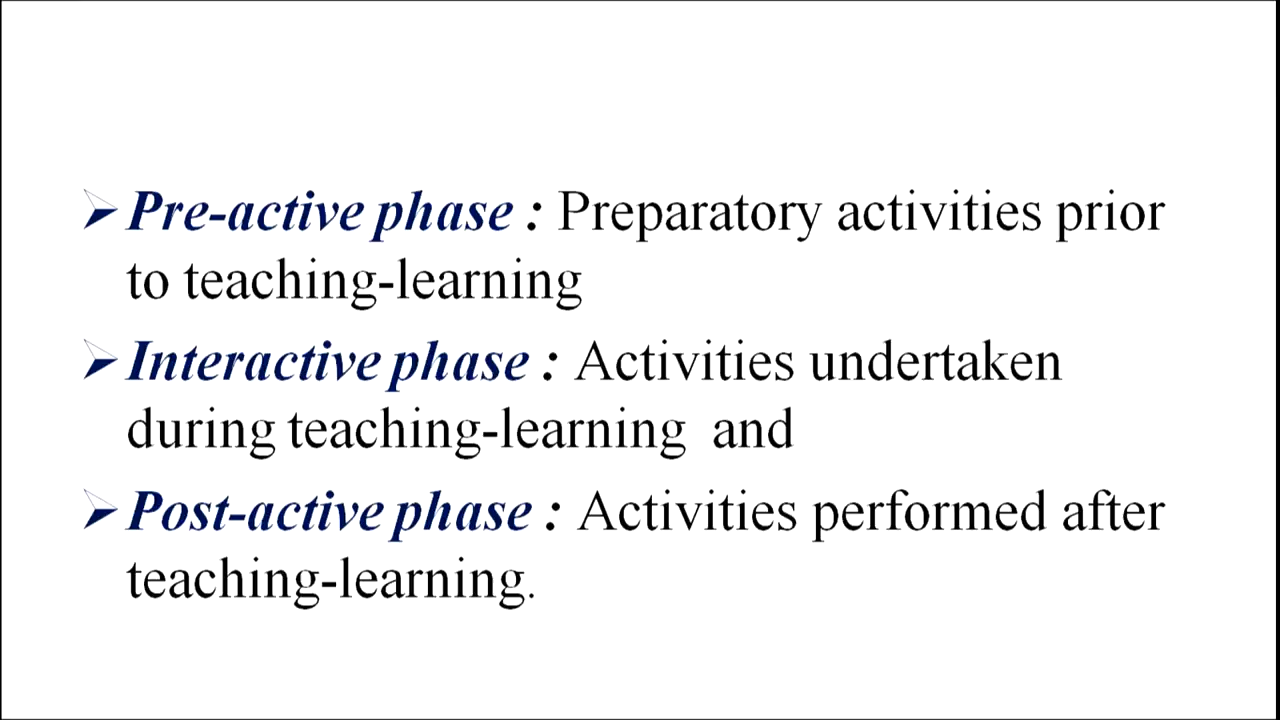 ➢ Pre-active phase : Preparatory activities prior
to teaching-learning
➢ Interactive phase : Activities undertaken
during teaching-learning and
➢ Post-active phase : Activities performed after
teaching-learning.